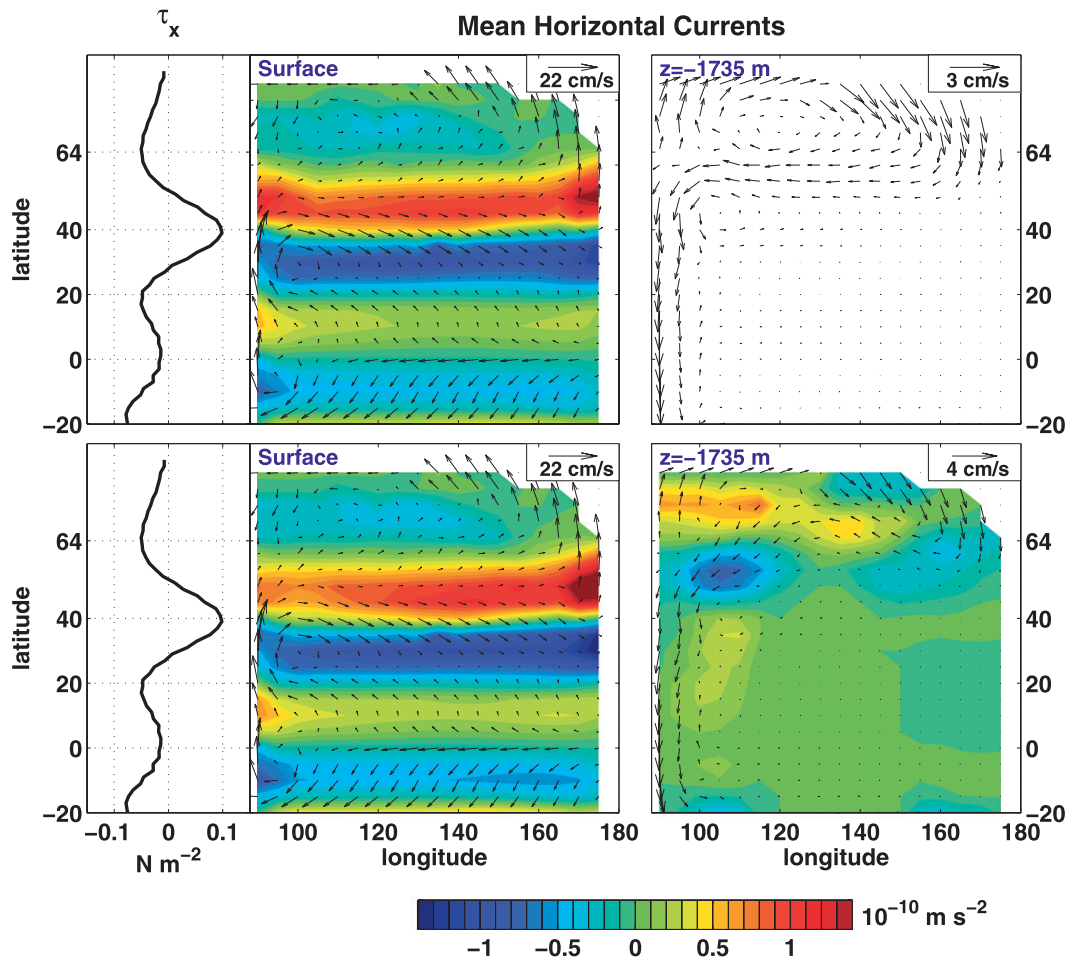 τx
Mean Horizontal Currents
Surface
22 cm/s
z=−1735 m
3 cm/s
latitude
64
40
20
0
−20
64
40
20
0
−20
Surface
22 cm/s
z=−1735 m
4 cm/s
latitude
64
40
20
0
−20
64
40
20
0
−20
−0.1 0 0.1
N m−2
100 120 140 160 180
longitude
100 120 140 160 180
longitude
−1 −0.5 0 0.5 1
10−10 m s−2